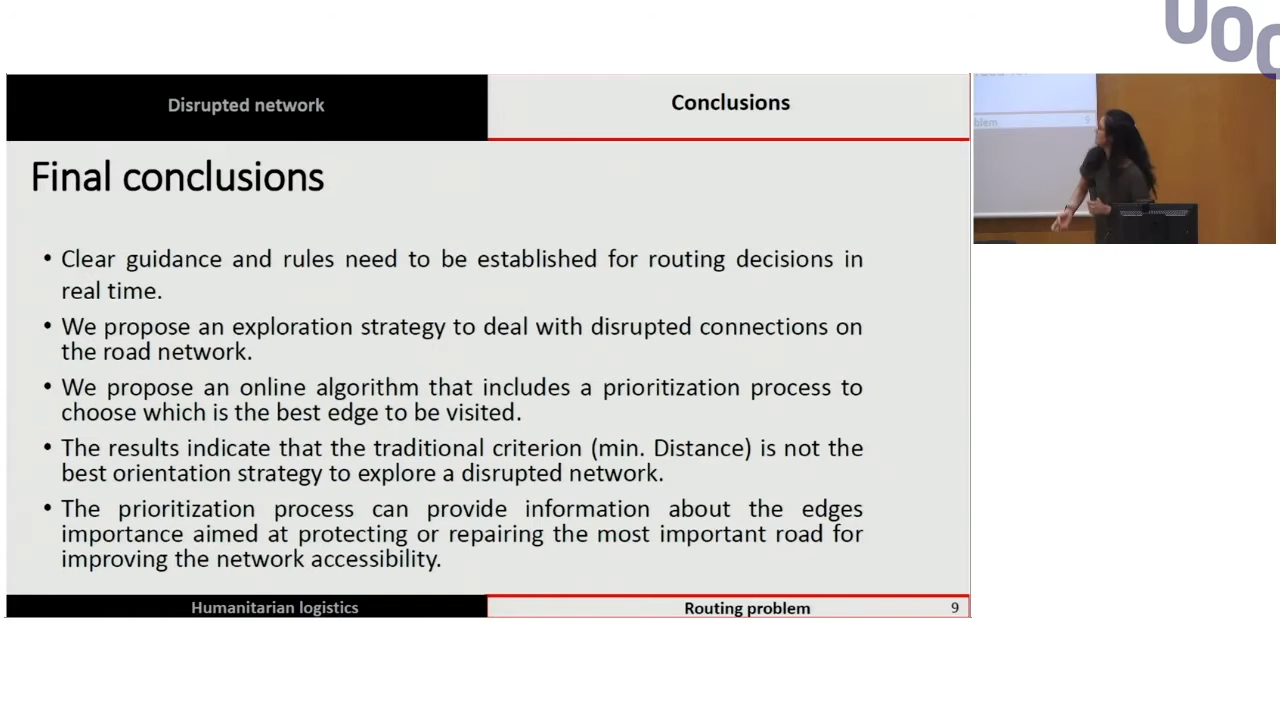 UOC
Disrupted network
Conclusions
Final conclusions
• Clear guidance and rules need to be established for routing decisions in
real time.
• We propose an exploration strategy to deal with disrupted connections on
the road network.
• We propose an online algorithm that includes a prioritization process to
choose which is the best edge to be visited.
• The results indicate that the traditional criterion (min. Distance) is not the
best orientation strategy to explore a disrupted network.
• The prioritization process can provide information about the edges
importance aimed at protecting or repairing the most important road for
improving the network accessibility.
Humanitarian logistics
Routing problem
9
blem
9